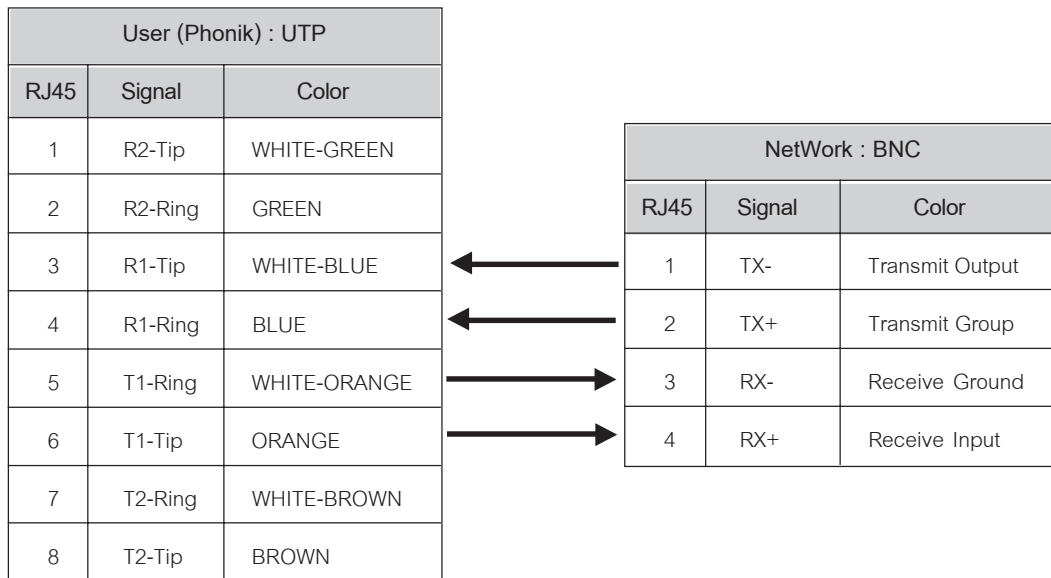 User (Phonik) : UTP
RJ45 Signal Color
1 R2-Tip WHITE-GREEN
2 R2-Ring GREEN
3 R1-Tip WHITE-BLUE
4 R1-Ring BLUE
5 T1-Ring WHITE-ORANGE
6 T1-Tip ORANGE
7 T2-Ring WHITE-BROWN
8 T2-Tip BROWN
NetWork : BNC
RJ45 Signal Color
1 TX- Transmit Output
2 TX+ Transmit Group
3 RX- Receive Ground
4 RX+ Receive Input